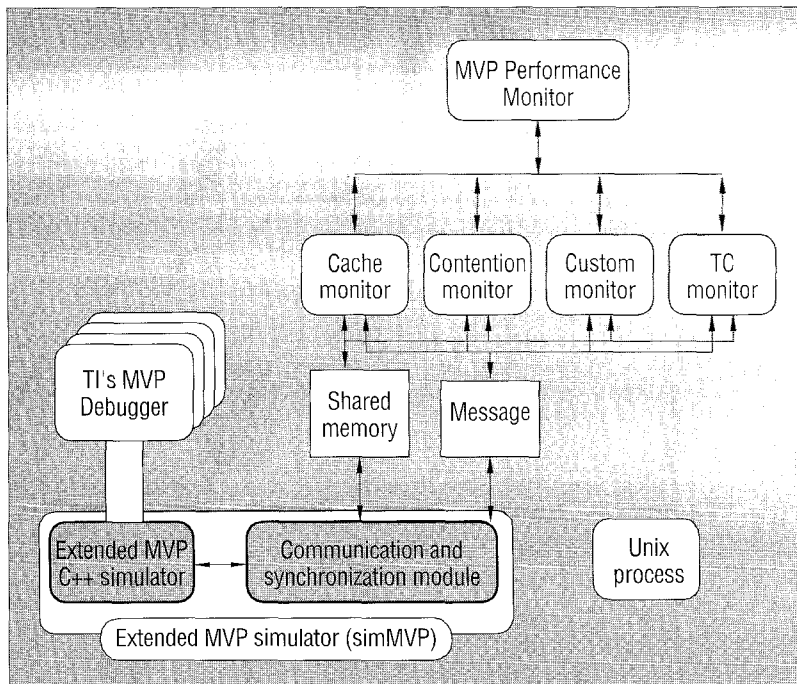 MVP Performance
Monitor
Cache
monitor
Contention
monitor
Custom
monitor
TC
monitor
TI's MVP
Debugger
Shared
memory
Message
Extended MVP
C++ simulator
Communication and
synchronization module
Unix
process
Extended MVP simulator (simMVP)